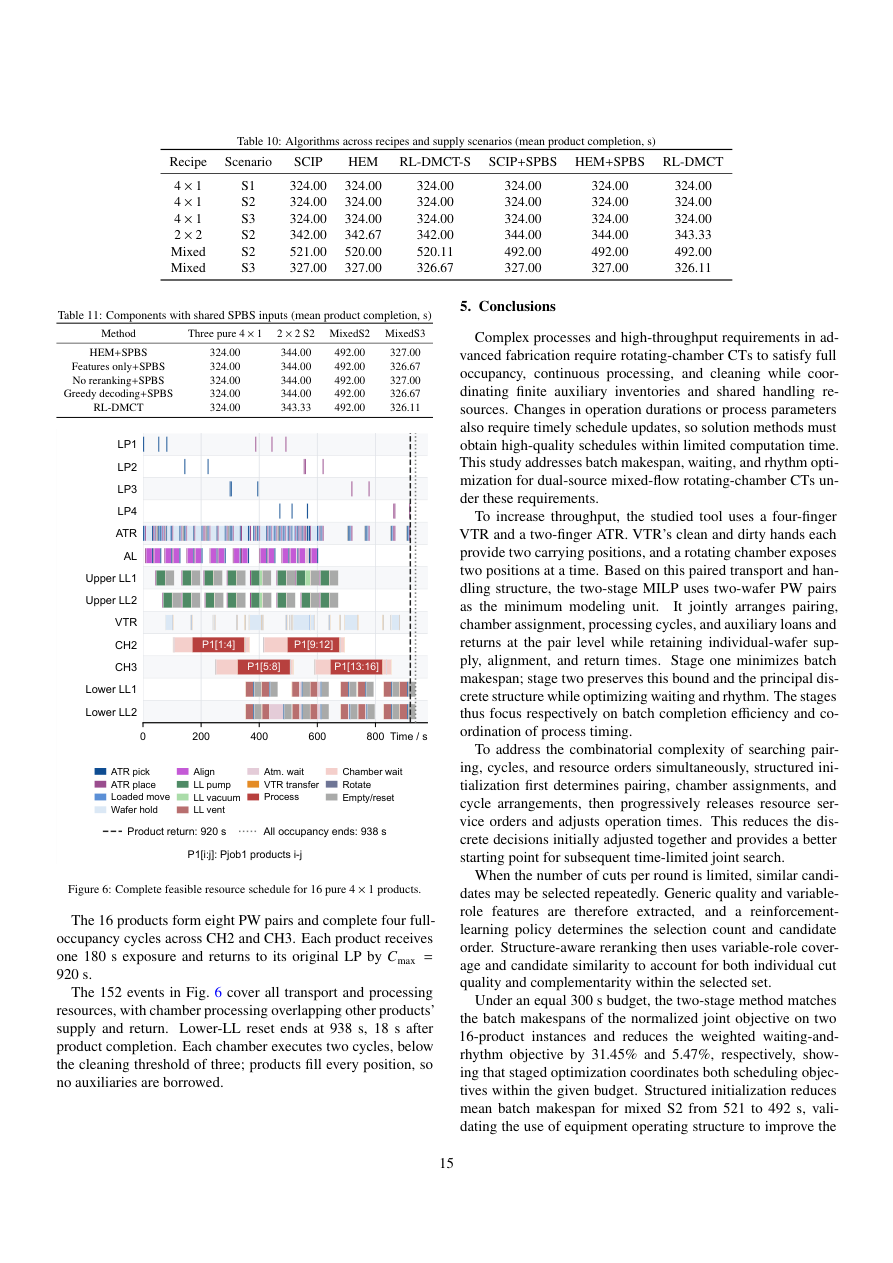 Table 10: Algorithms across recipes and supply scenarios (mean product completion, s)
Recipe Scenario SCIP HEM RL-DMCT-S SCIP+SPBS HEM+SPBS RL-DMCT
4 × 1 S1 324.00 324.00 324.00 324.00 324.00 324.00
4 × 1 S2 324.00 324.00 324.00 324.00 324.00 324.00
4 × 1 S3 324.00 324.00 324.00 324.00 324.00 324.00
2 × 2 S2 342.00 342.67 342.00 344.00 344.00 343.33
Mixed S2 521.00 520.00 520.11 492.00 492.00 492.00
Mixed S3 327.00 327.00 326.67 327.00 327.00 326.11
Table 11: Components with shared SPBS inputs (mean product completion, s)
Method Three pure 4 × 1 2 × 2 S2 MixedS2 MixedS3
HEM+SPBS 324.00 344.00 492.00 327.00
Features only+SPBS 324.00 344.00 492.00 326.67
No reranking+SPBS 324.00 344.00 492.00 327.00
Greedy decoding+SPBS 324.00 344.00 492.00 326.67
RL-DMCT 324.00 343.33 492.00 326.11
LP1
LP2
LP3
LP4
ATR
AL
Upper LL1
Upper LL2
VTR
CH2 P1[1:4] P1[9:12]
CH3 P1[5:8] P1[13:16]
Lower LL1
Lower LL2
0 200 400 600 800 Time / s
ATR pick Align Atm. wait Chamber wait
ATR place LL pump VTR transfer Rotate
Loaded move LL vacuum Process Empty/reset
Wafer hold LL vent
Product return: 920 s All occupancy ends: 938 s
P1[i:j]: Pjob1 products i-j
Figure 6: Complete feasible resource schedule for 16 pure 4 × 1 products.
The 16 products form eight PW pairs and complete four full-
occupancy cycles across CH2 and CH3. Each product receives
one 180 s exposure and returns to its original LP by Cmax =
920 s.
The 152 events in Fig. 6 cover all transport and processing
resources, with chamber processing overlapping other products'
supply and return. Lower-LL reset ends at 938 s, 18 s after
product completion. Each chamber executes two cycles, below
the cleaning threshold of three; products fill every position, so
no auxiliaries are borrowed.
5. Conclusions
Complex processes and high-throughput requirements in ad-
vanced fabrication require rotating-chamber CTs to satisfy full
occupancy, continuous processing, and cleaning while coor-
dinating finite auxiliary inventories and shared handling re-
sources. Changes in operation durations or process parameters
also require timely schedule updates, so solution methods must
obtain high-quality schedules within limited computation time.
This study addresses batch makespan, waiting, and rhythm opti-
mization for dual-source mixed-flow rotating-chamber CTs un-
der these requirements.
To increase throughput, the studied tool uses a four-finger
VTR and a two-finger ATR. VTR's clean and dirty hands each
provide two carrying positions, and a rotating chamber exposes
two positions at a time. Based on this paired transport and han-
dling structure, the two-stage MILP uses two-wafer PW pairs
as the minimum modeling unit. It jointly arranges pairing,
chamber assignment, processing cycles, and auxiliary loans and
returns at the pair level while retaining individual-wafer sup-
ply, alignment, and return times. Stage one minimizes batch
makespan; stage two preserves this bound and the principal dis-
crete structure while optimizing waiting and rhythm. The stages
thus focus respectively on batch completion efficiency and co-
ordination of process timing.
To address the combinatorial complexity of searching pair-
ing, cycles, and resource orders simultaneously, structured ini-
tialization first determines pairing, chamber assignments, and
cycle arrangements, then progressively releases resource ser-
vice orders and adjusts operation times. This reduces the dis-
crete decisions initially adjusted together and provides a better
starting point for subsequent time-limited joint search.
When the number of cuts per round is limited, similar candi-
dates may be selected repeatedly. Generic quality and variable-
role features are therefore extracted, and a reinforcement-
learning policy determines the selection count and candidate
order. Structure-aware reranking then uses variable-role cover-
age and candidate similarity to account for both individual cut
quality and complementarity within the selected set.
Under an equal 300 s budget, the two-stage method matches
the batch makespans of the normalized joint objective on two
16-product instances and reduces the weighted waiting-and-
rhythm objective by 31.45% and 5.47%, respectively, show-
ing that staged optimization coordinates both scheduling objec-
tives within the given budget. Structured initialization reduces
mean batch makespan for mixed S2 from 521 to 492 s, vali-
dating the use of equipment operating structure to improve the
15